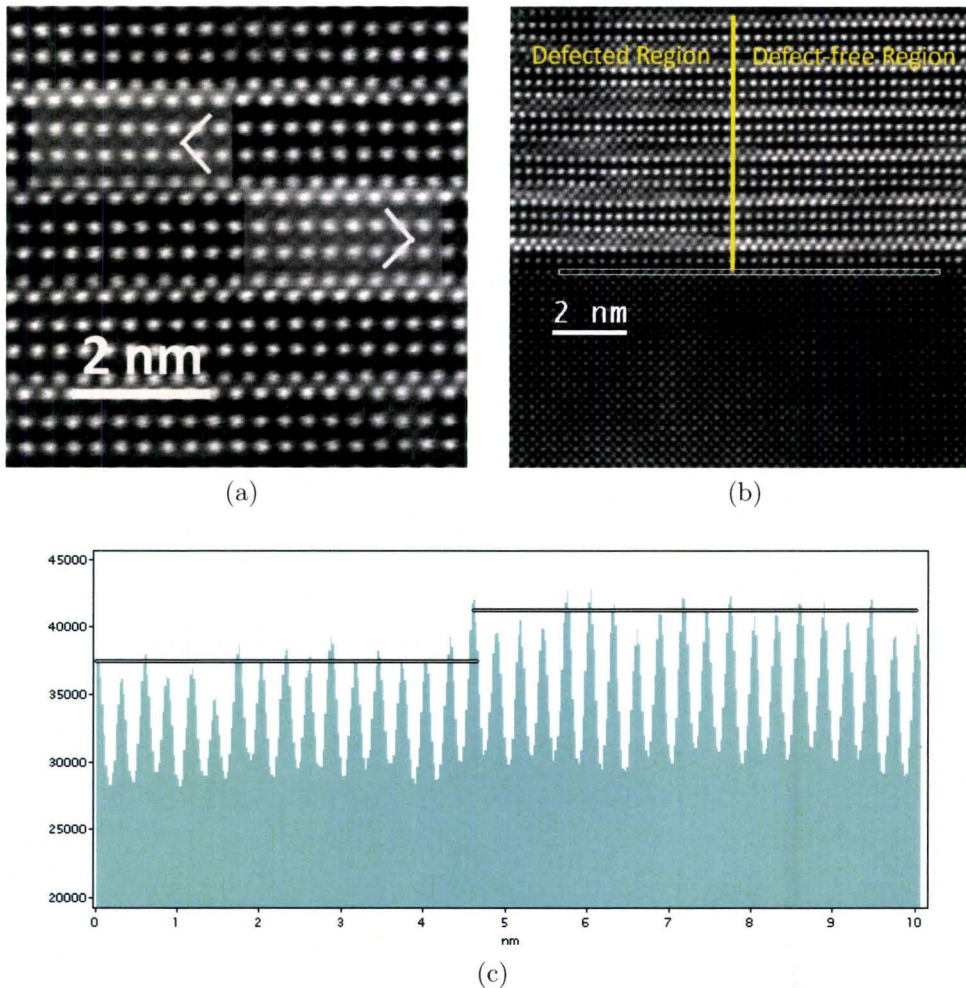 2 nm
(a)
Defected Region Defect-free Region
2 nm
(b)
45000
40000
35000
30000
25000
20000
0 1 2 3 4 5 6 7 8 9 10
nm
(c)